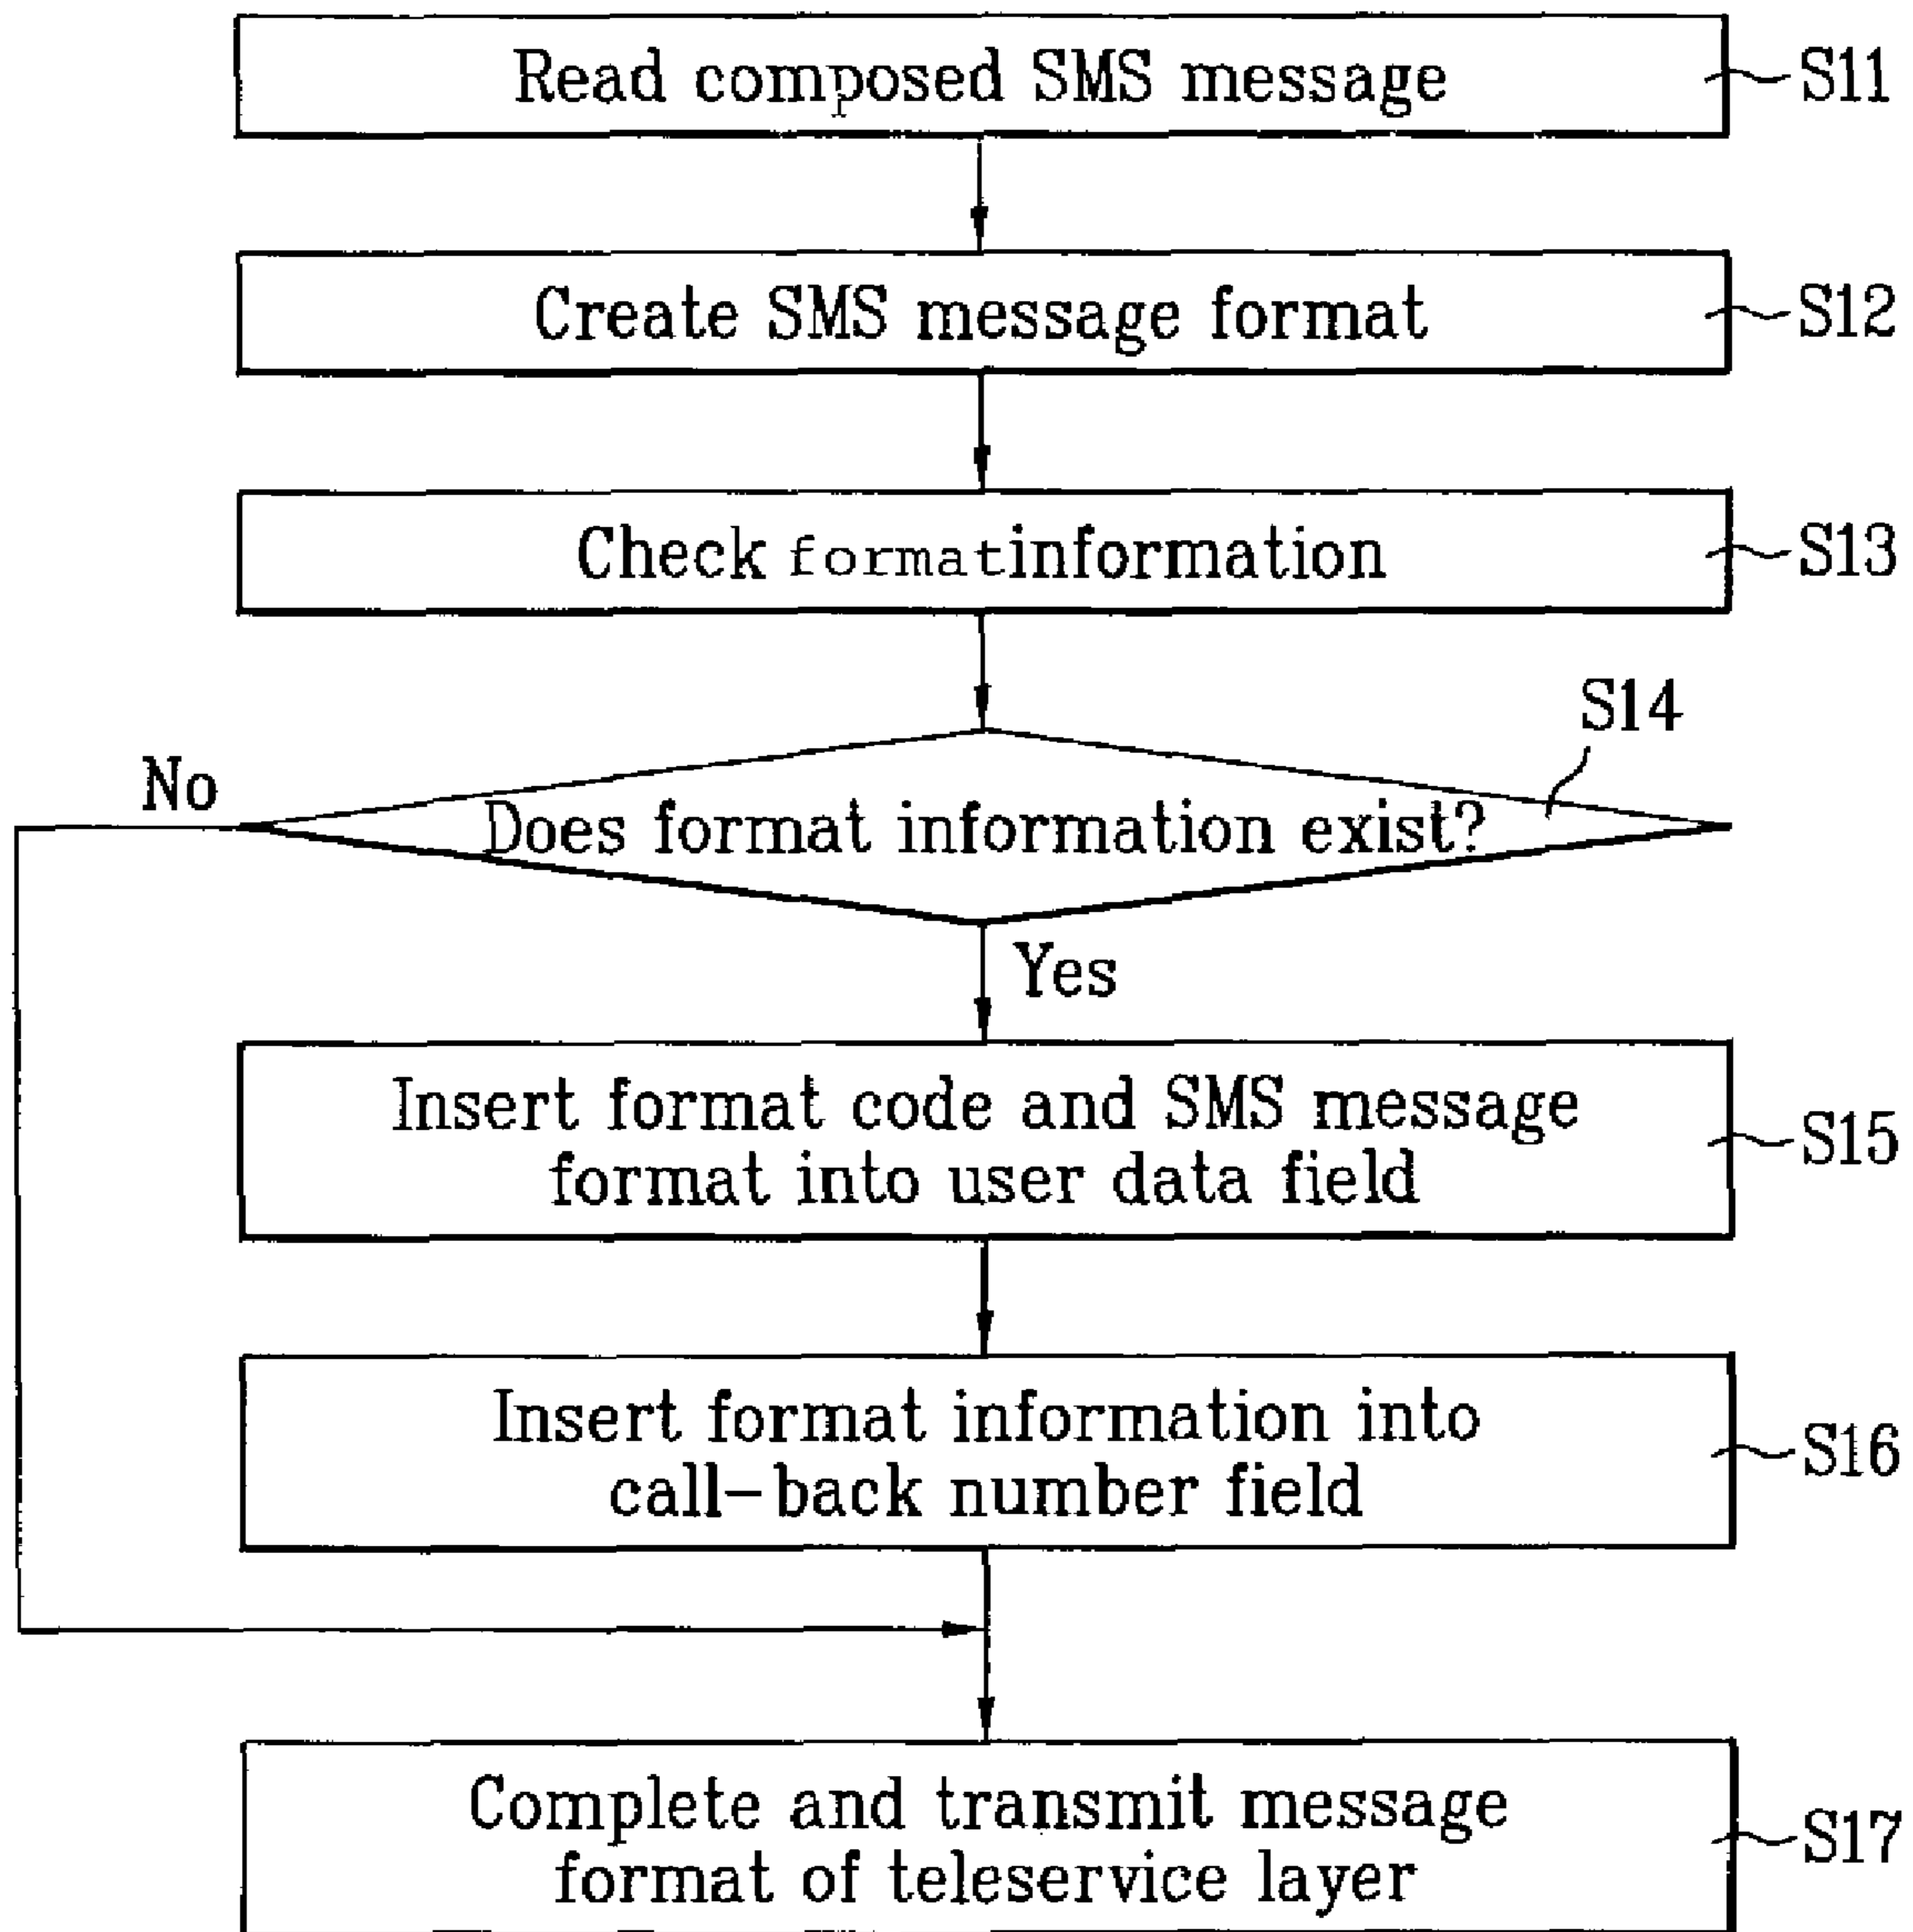 Read composed SMS message
S11
Create SMS message format
S12
Check format information
S13
S14
No
Does format information exist?
Yes
Insert format code and SMS message
format into user data field
S15
Insert format information into
call-back number field
S16
Complete and transmit message
format of teleservice layer
S17